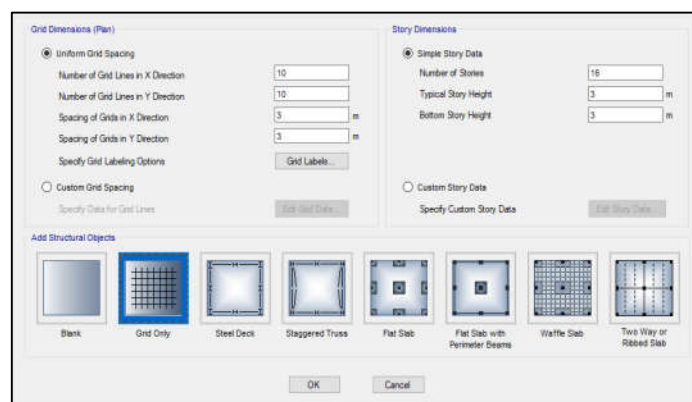 Grid Dimensions (Plan)
Uniform Grid Spacing
Number of Grid Lines in X Direction 10
Number of Grid Lines in Y Direction 10
Spacing of Grids in X Direction 3 m
Spacing of Grids in Y Direction 3 m
Specify Grid Labeling Options Grid Labels...
Custom Grid Spacing
Specify Data for Grid Lines Edit Grid Data...
Story Dimensions
Simple Story Data
Number of Stories 16
Typical Story Height 3 m
Bottom Story Height 3 m
Custom Story Data
Specify Custom Story Data Edit Story Data...
Add Structural Objects
Blank
Grid Only
Steel Deck
Staggered Truss
Flat Slab
Flat Slab with
Perimeter Beams
Waffle Slab
Two Way or
Ribbed Slab
OK Cancel